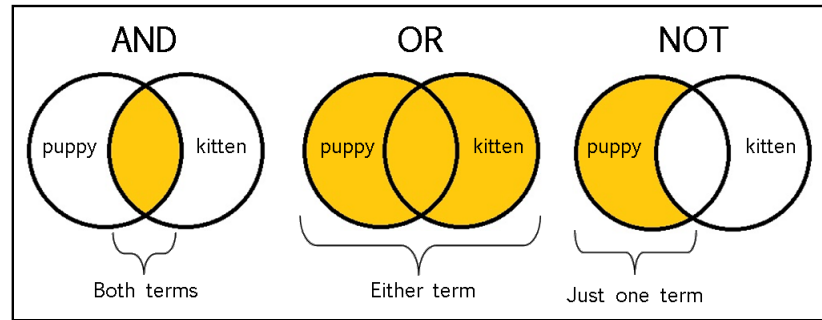 AND
puppy
kitten
Both terms
OR
puppy
kitten
Either term
NOT
puppy
kitten
Just one term